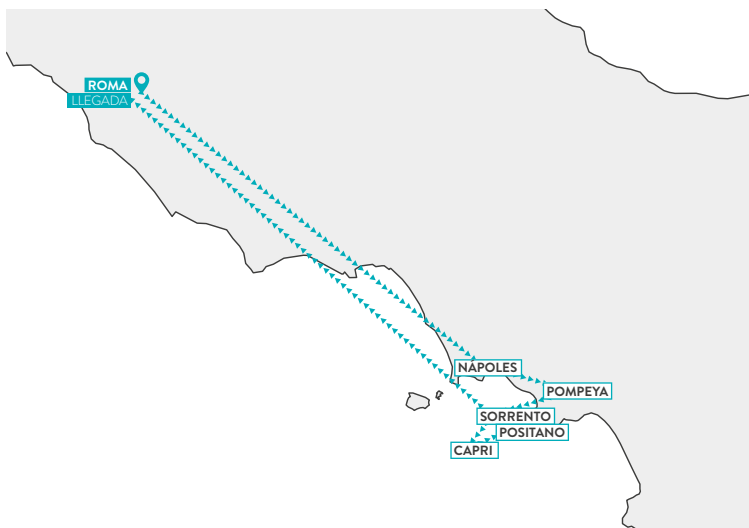 ROMA
LLEGADA
NÁPOLES
POMPEYA
SORRENTO
POSITANO
CAPRI